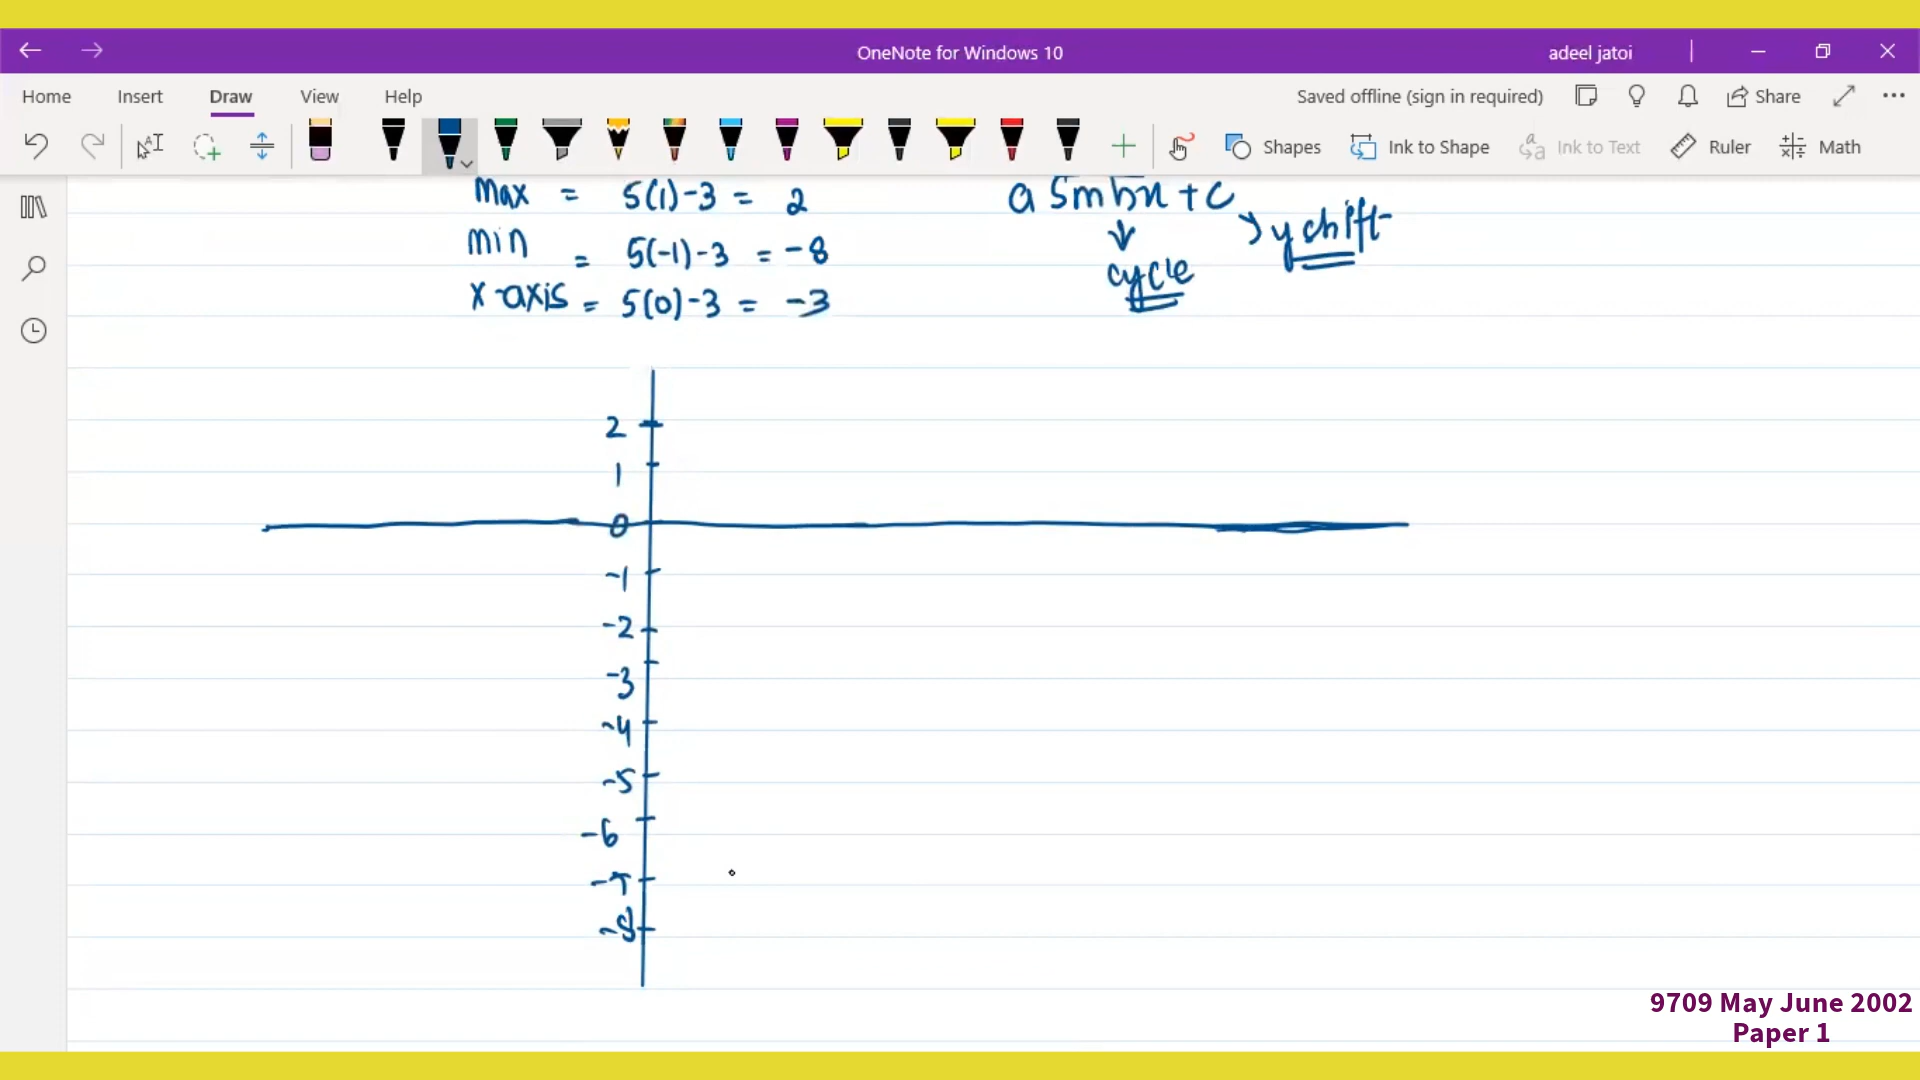 OneNote for Windows 10
adeel jatoi
Home Insert Draw View Help
Saved offline (sign in required) Share
Shapes Ink to Shape Ink to Text Ruler Math
max = 5(1)-3 = 2
min = 5(-1)-3 = -8
x-axis = 5(0)-3 = -3
a sin bx + c
y shift
cycle
2
1
0
-1
-2
-3
-4
-5
-6
-7
-8
9709 May June 2002
Paper 1